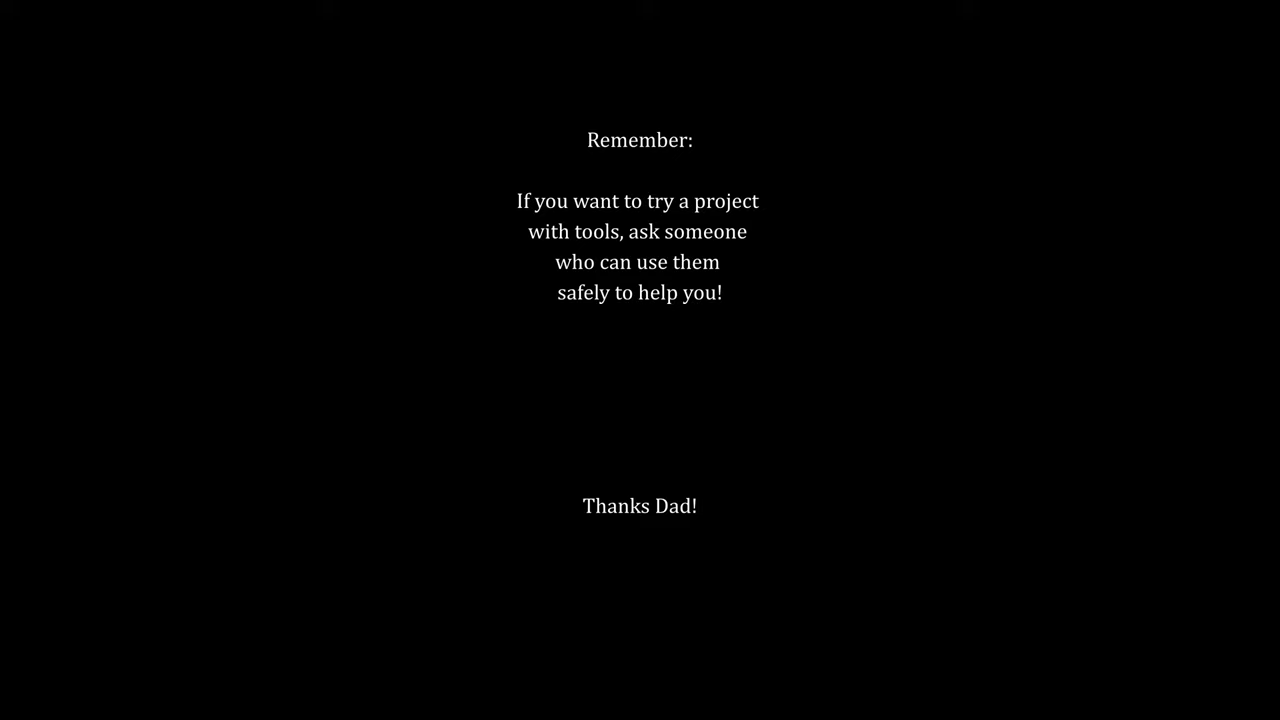 Remember:
If you want to try a project
with tools, ask someone
who can use them
safely to help you!
Thanks Dad!